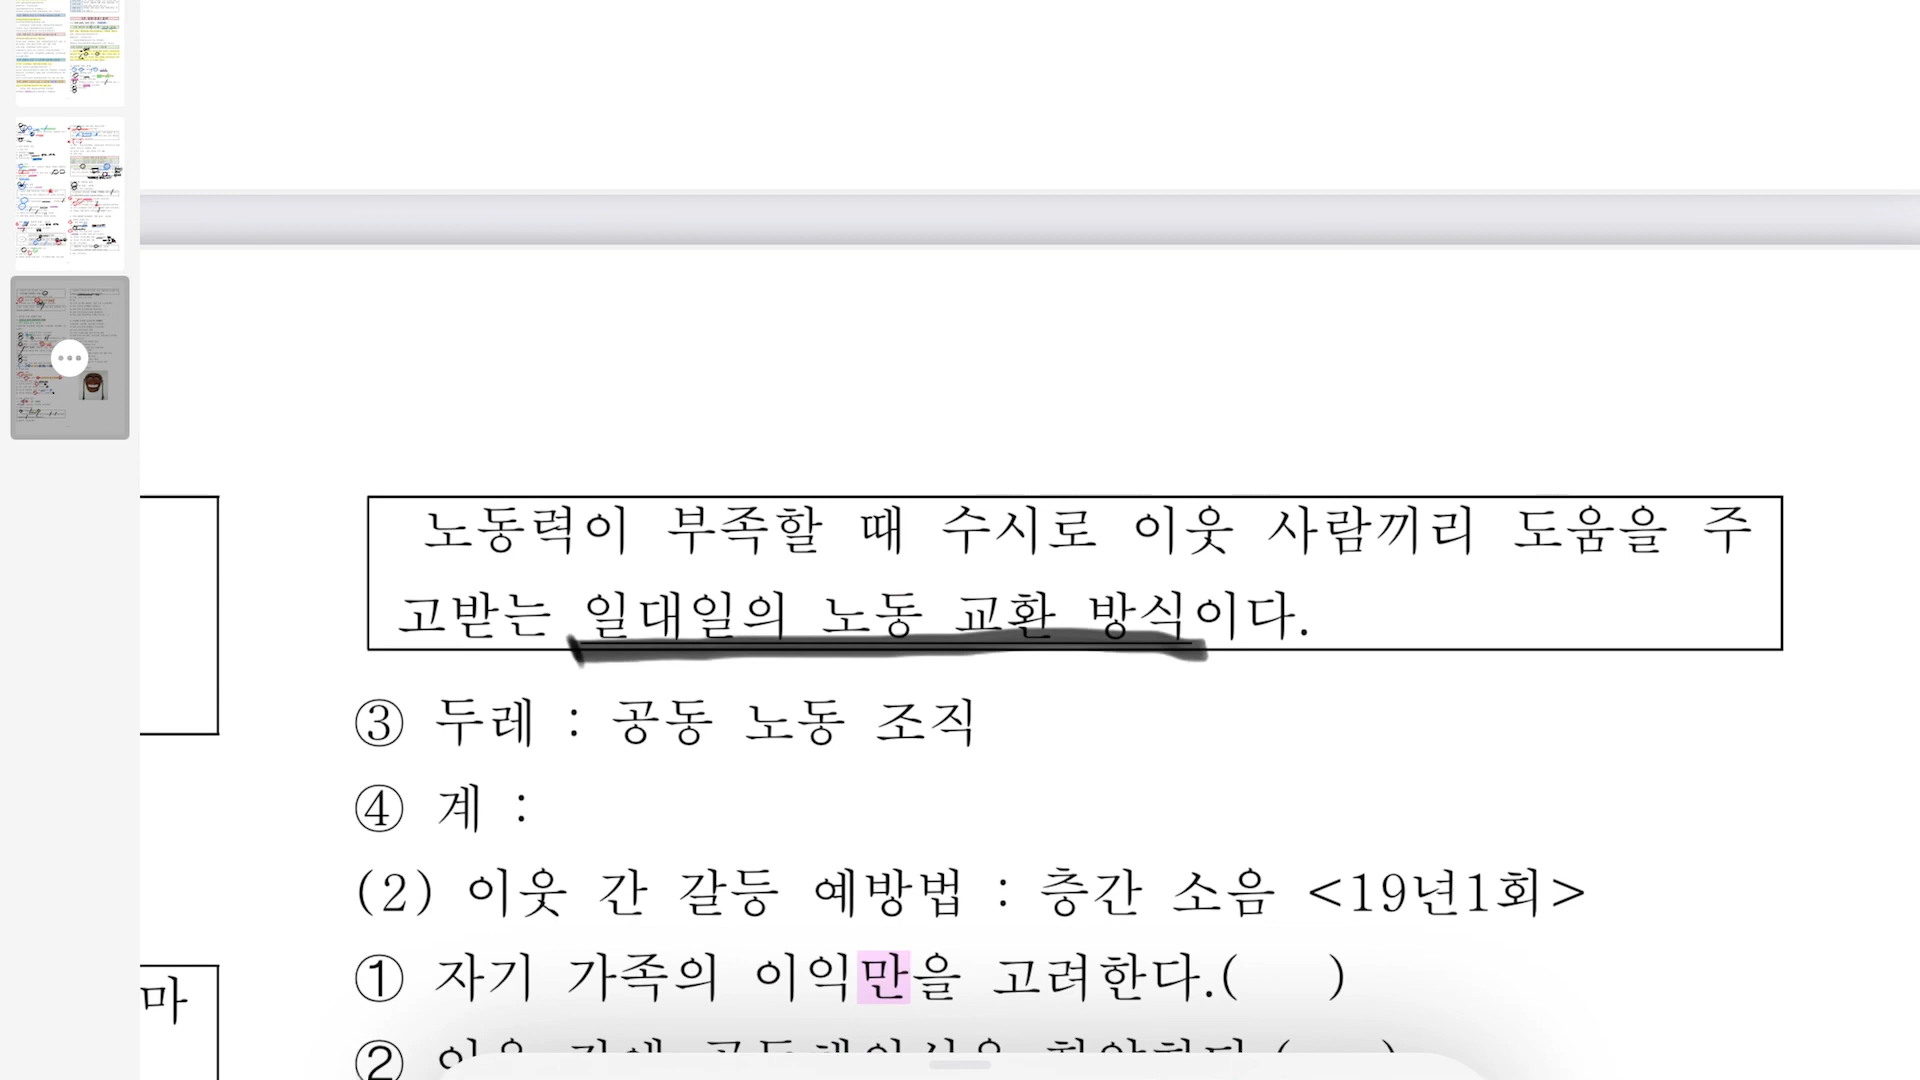 노동력이 부족할 때 수시로 이웃 사람끼리 도움을 주
고받는 일대일의 노동 교환 방식이다.
③ 두레 : 공동 노동 조직
④ 계 :
(2) 이웃 간 갈등 예방법 : 층간 소음 <19년1회>
① 자기 가족의 이익만을 고려한다.(    )
마
②